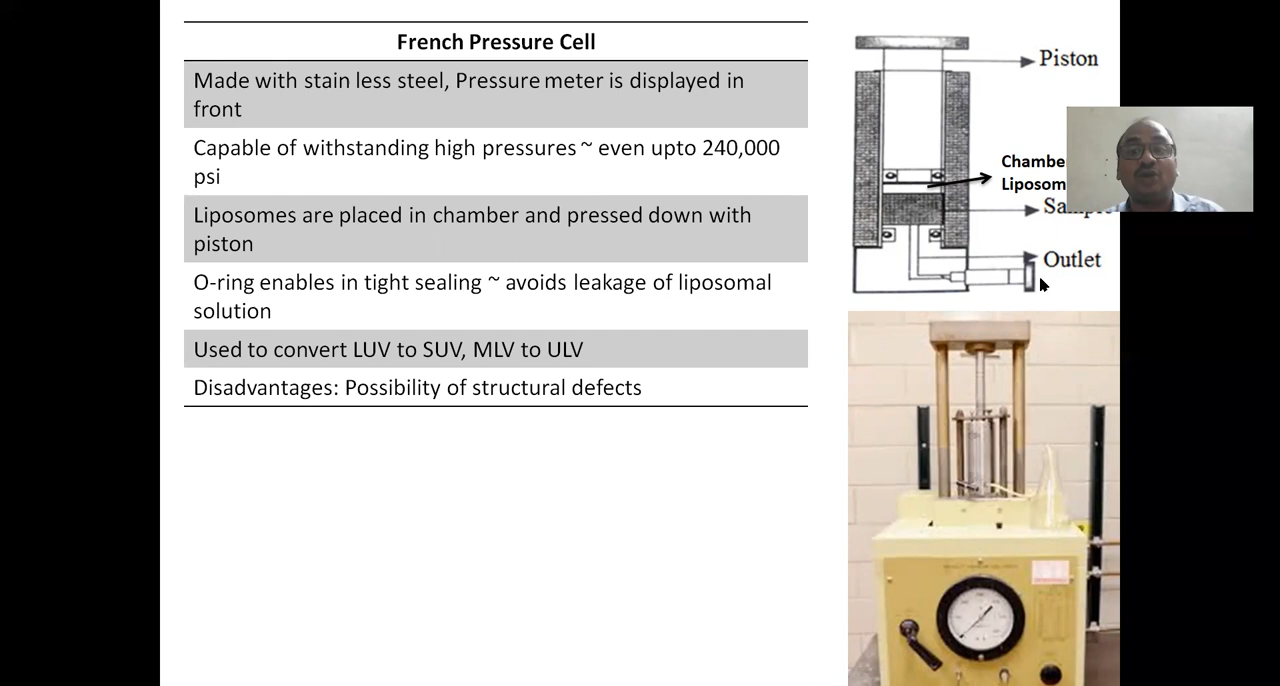 French Pressure Cell
Made with stain less steel, Pressure meter is displayed in
front
Capable of withstanding high pressures ~ even upto 240,000
psi
Liposomes are placed in chamber and pressed down with
piston
O-ring enables in tight sealing ~ avoids leakage of liposomal
solution
Used to convert LUV to SUV, MLV to ULV
Disadvantages: Possibility of structural defects
Piston
Outlet